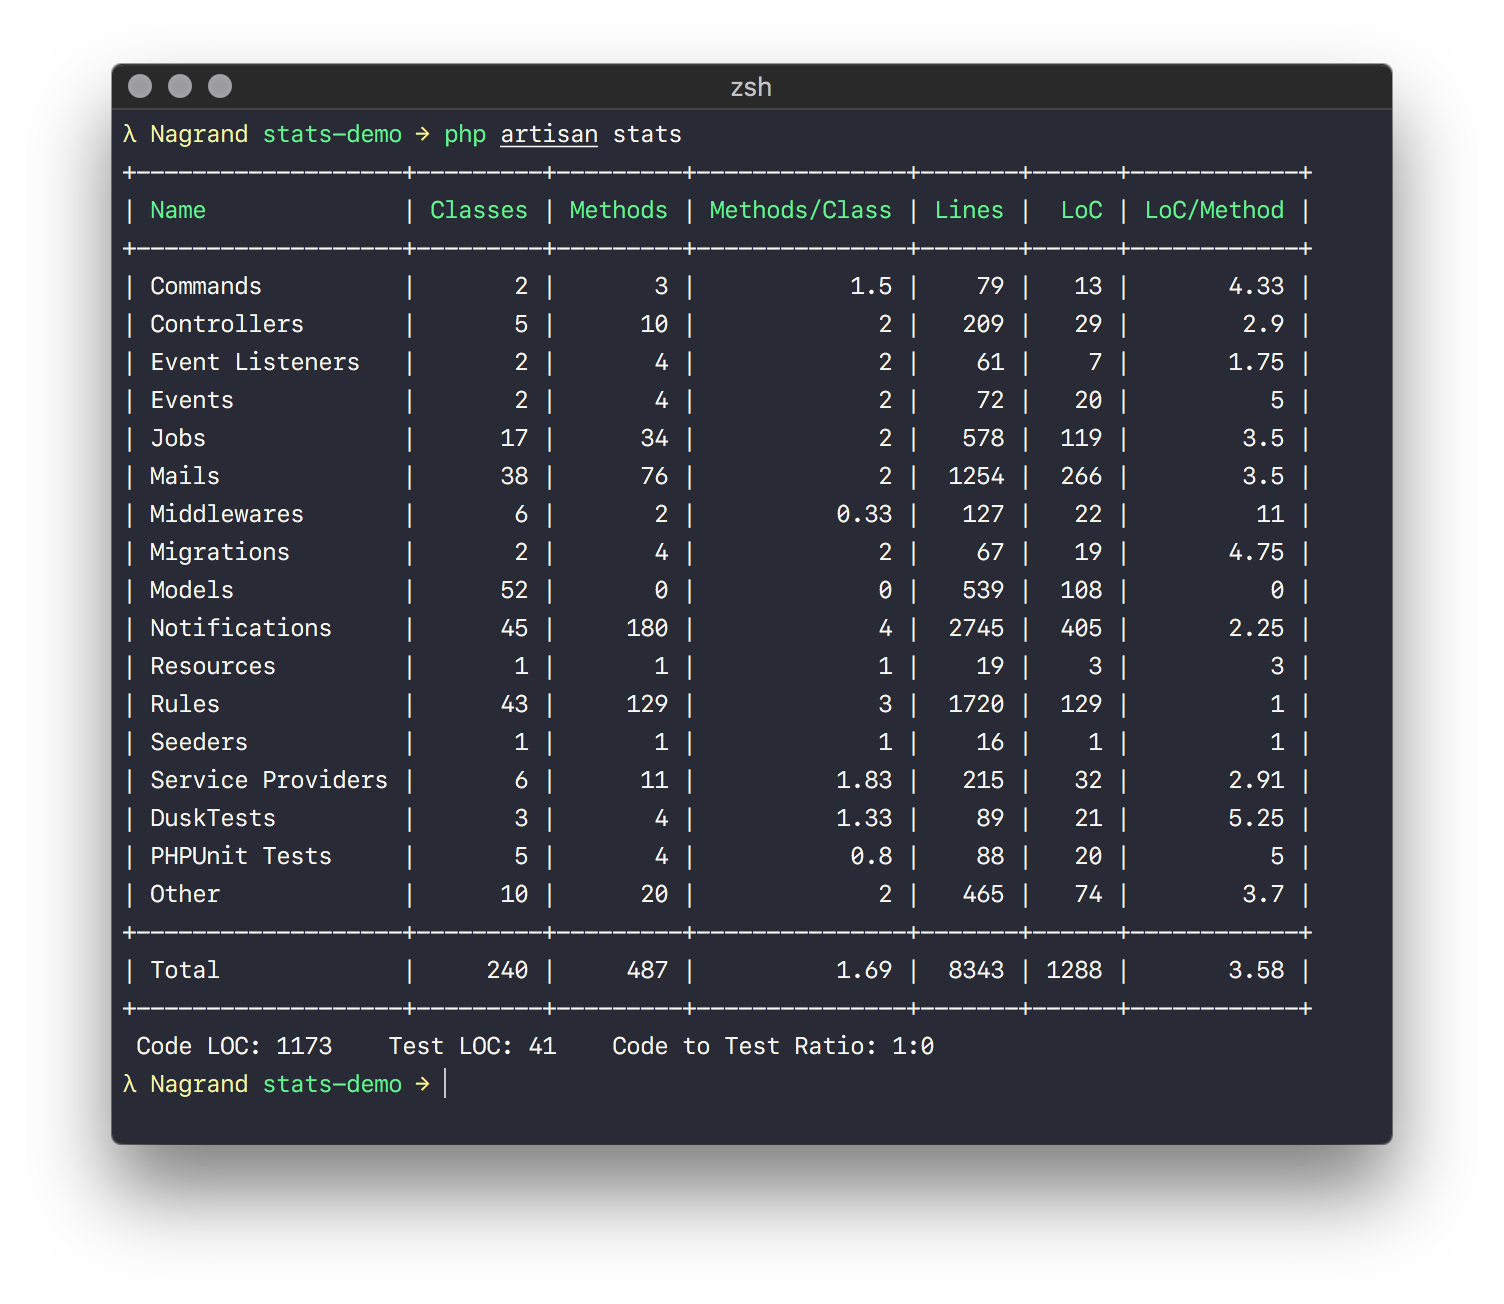 zsh
λ Nagrand stats-demo → php artisan stats
+-------------------+---------+---------+---------------+-------+------+------------+
| Name              | Classes | Methods | Methods/Class | Lines |  LoC | LoC/Method |
+-------------------+---------+---------+---------------+-------+------+------------+
| Commands          |       2 |       3 |           1.5 |    79 |   13 |       4.33 |
| Controllers       |       5 |      10 |             2 |   209 |   29 |        2.9 |
| Event Listeners   |       2 |       4 |             2 |    61 |    7 |       1.75 |
| Events            |       2 |       4 |             2 |    72 |   20 |          5 |
| Jobs              |      17 |      34 |             2 |   578 |  119 |        3.5 |
| Mails             |      38 |      76 |             2 |  1254 |  266 |        3.5 |
| Middlewares       |       6 |       2 |          0.33 |   127 |   22 |         11 |
| Migrations        |       2 |       4 |             2 |    67 |   19 |       4.75 |
| Models            |      52 |       0 |             0 |   539 |  108 |          0 |
| Notifications     |      45 |     180 |             4 |  2745 |  405 |       2.25 |
| Resources         |       1 |       1 |             1 |    19 |    3 |          3 |
| Rules             |      43 |     129 |             3 |  1720 |  129 |          1 |
| Seeders           |       1 |       1 |             1 |    16 |    1 |          1 |
| Service Providers |       6 |      11 |          1.83 |   215 |   32 |       2.91 |
| DuskTests         |       3 |       4 |          1.33 |    89 |   21 |       5.25 |
| PHPUnit Tests     |       5 |       4 |           0.8 |    88 |   20 |          5 |
| Other             |      10 |      20 |             2 |   465 |   74 |        3.7 |
+-------------------+---------+---------+---------------+-------+------+------------+
| Total             |     240 |     487 |          1.69 |  8343 | 1288 |       3.58 |
+-------------------+---------+---------+---------------+-------+------+------------+
Code LOC: 1173    Test LOC: 41    Code to Test Ratio: 1:0
λ Nagrand stats-demo →